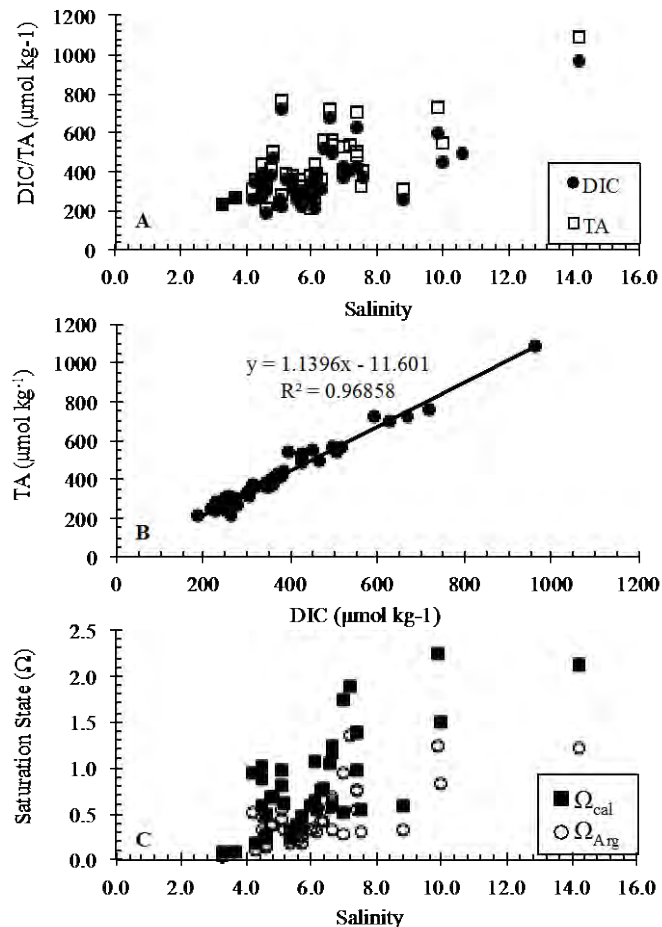 1200
1000
800
600
400
200
0
DIC/TA (µmol kg-1)
A
DIC
TA
0.0 2.0 4.0 6.0 8.0 10.0 12.0 14.0 16.0
Salinity
1200
1000
800
600
400
200
0
TA (µmol kg⁻¹)
y = 1.1396x - 11.601
R² = 0.96858
B
0 200 400 600 800 1000 1200
DIC (µmol kg-1)
2.5
2.0
1.5
1.0
0.5
0.0
Saturation State (Ω)
C
Ωcal
ΩArg
0.0 2.0 4.0 6.0 8.0 10.0 12.0 14.0 16.0
Salinity